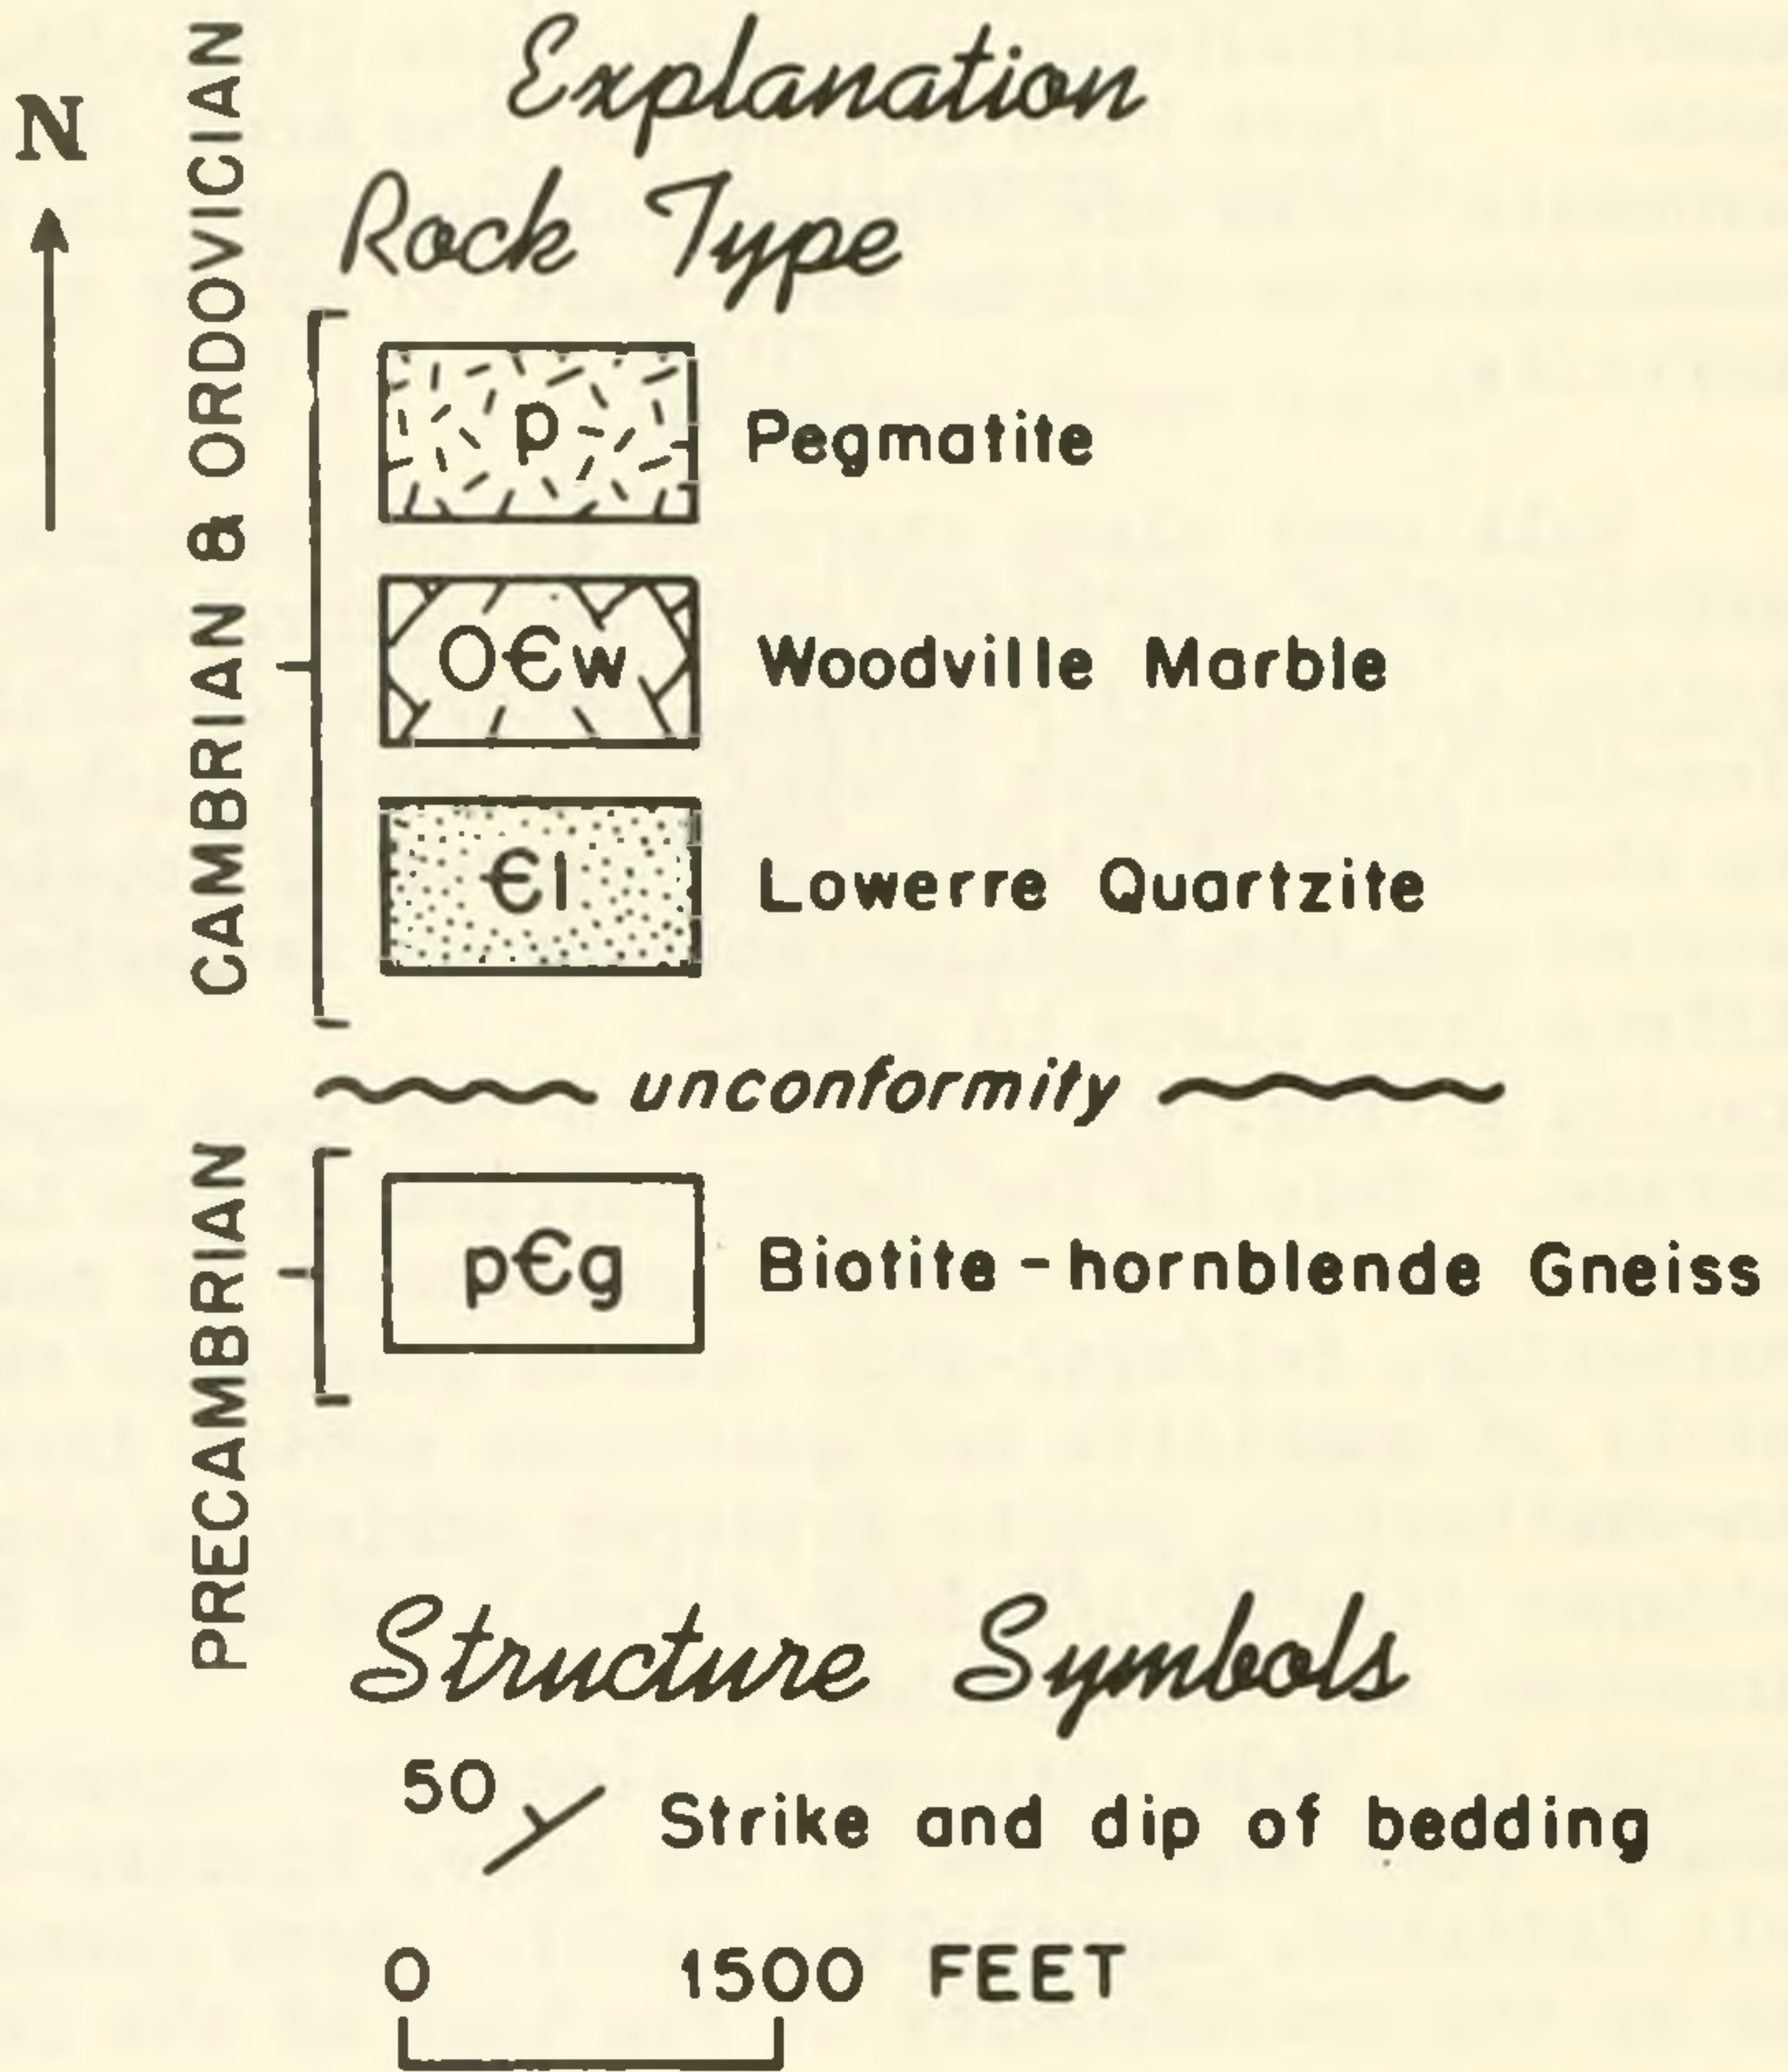 N
CAMBRIAN & ORDOVICIAN
Explanation
Rock Type
p Pegmatite
O€w Woodville Marble
€l Lowerre Quartzite
unconformity
PRECAMBRIAN
p€g Biotite-hornblende Gneiss
Structure Symbols
50 Strike and dip of bedding
0 1500 FEET